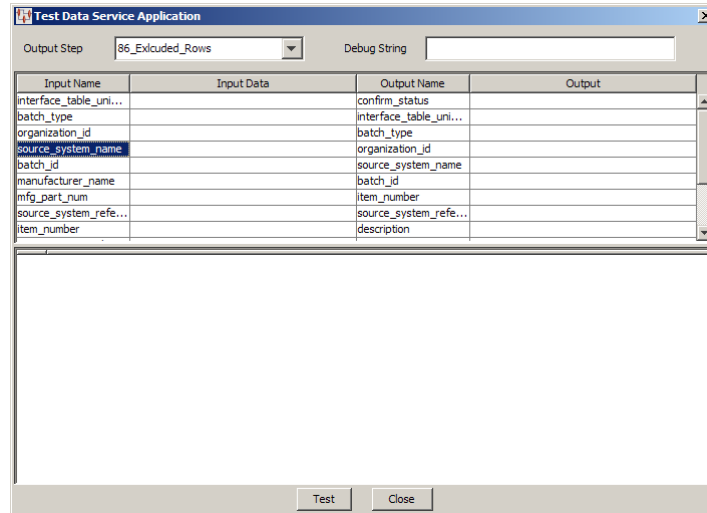 Test Data Service Application
Output Step 86_Exlcuded_Rows Debug String
Input Name Input Data Output Name Output
interface_table_uni... confirm_status
batch_type interface_table_uni...
organization_id batch_type
source_system_name organization_id
batch_id source_system_name
manufacturer_name batch_id
mfg_part_num item_number
source_system_refe... source_system_refe...
item_number description
Test Close